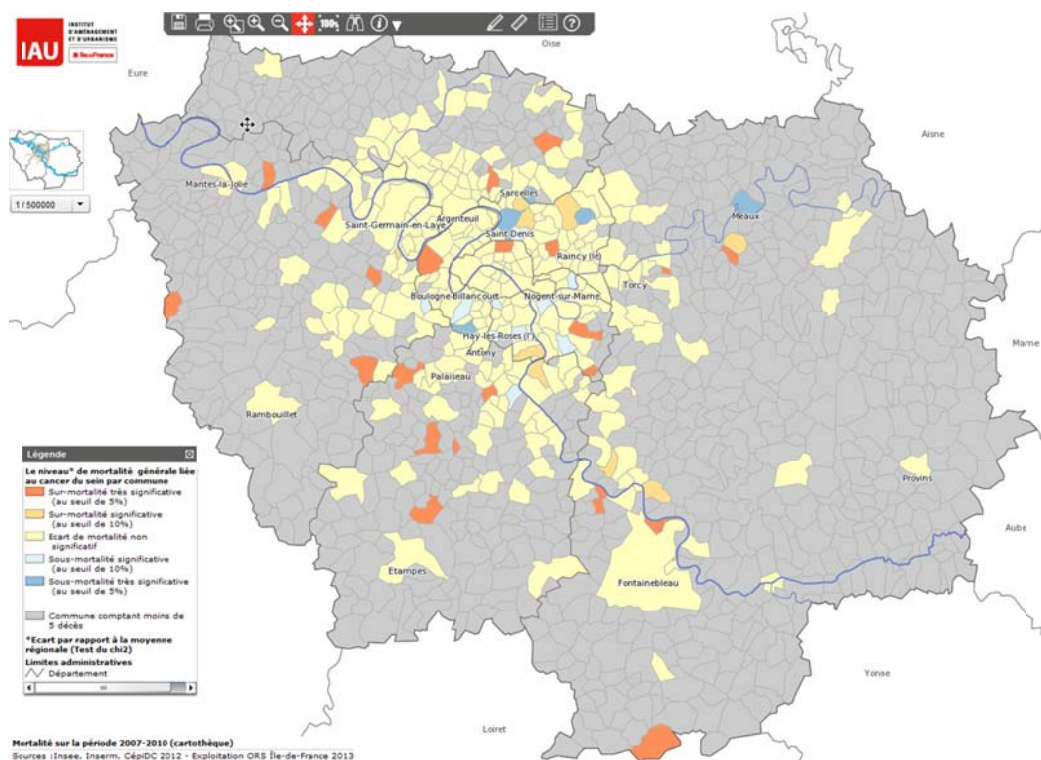 IAU
INSTITUT
D'AMÉNAGEMENT
ET D'URBANISME
îledeFrance
100%
Oise
Eure
Aisne
1/500000
Mantes-la-Jolie
Sarcelles
Meaux
Argenteuil
Saint-Germain-en-Laye
Saint-Denis
Raincy (le)
Torcy
Boulogne-Billancourt
Nogent-sur-Marne
Hay-les-Roses (l')
Marne
Antony
Palaiseau
Rambouillet
Provins
Aube
Etampes
Fontainebleau
Yonne
Loiret
Légende
Le niveau* de mortalité générale liée
au cancer du sein par commune
Sur-mortalité très significative
(au seuil de 5%)
Sur-mortalité significative
(au seuil de 10%)
Ecart de mortalité non
significatif
Sous-mortalité significative
(au seuil de 10%)
Sous-mortalité très significative
(au seuil de 5%)
Commune comptant moins de
5 décès
*Ecart par rapport à la moyenne
régionale (Test du chi2)
Limites administratives
Département
Mortalité sur la période 2007-2010 (cartothèque)
Sources : Insee, Inserm, CépiDC 2012 - Exploitation ORS Île-de-France 2013